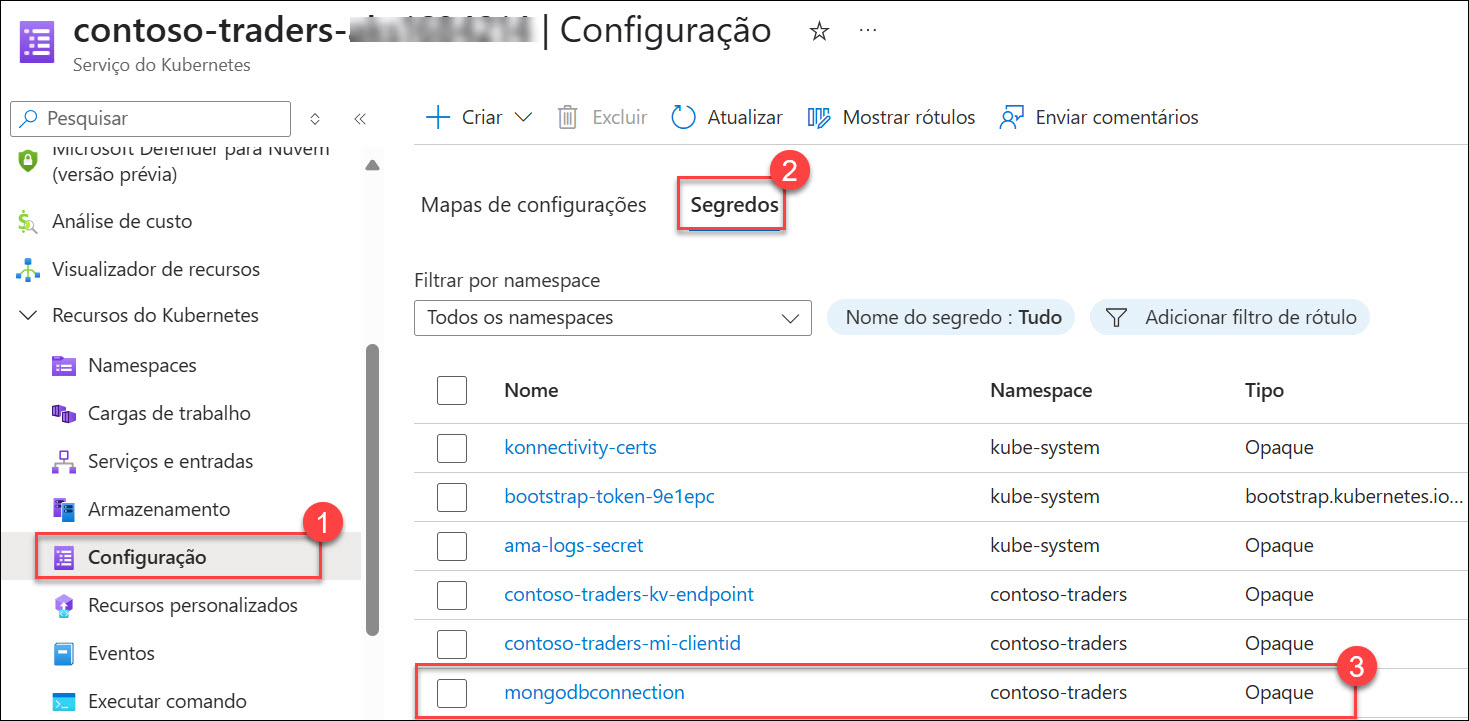 contoso-traders- | Configuração
Serviço do Kubernetes
Pesquisar
Criar
Excluir
Atualizar
Mostrar rótulos
Enviar comentários
Microsoft Defender para Nuvem
(versão prévia)
Análise de custo
Visualizador de recursos
Recursos do Kubernetes
Namespaces
Cargas de trabalho
Serviços e entradas
Armazenamento
1
Configuração
Recursos personalizados
Eventos
Executar comando
2
Mapas de configurações
Segredos
Filtrar por namespace
Todos os namespaces
Nome do segredo : Tudo
Adicionar filtro de rótulo
Nome Namespace Tipo
konnectivity-certs kube-system Opaque
bootstrap-token-9e1epc kube-system bootstrap.kubernetes.io...
ama-logs-secret kube-system Opaque
contoso-traders-kv-endpoint contoso-traders Opaque
contoso-traders-mi-clientid contoso-traders Opaque
3
mongodbconnection contoso-traders Opaque